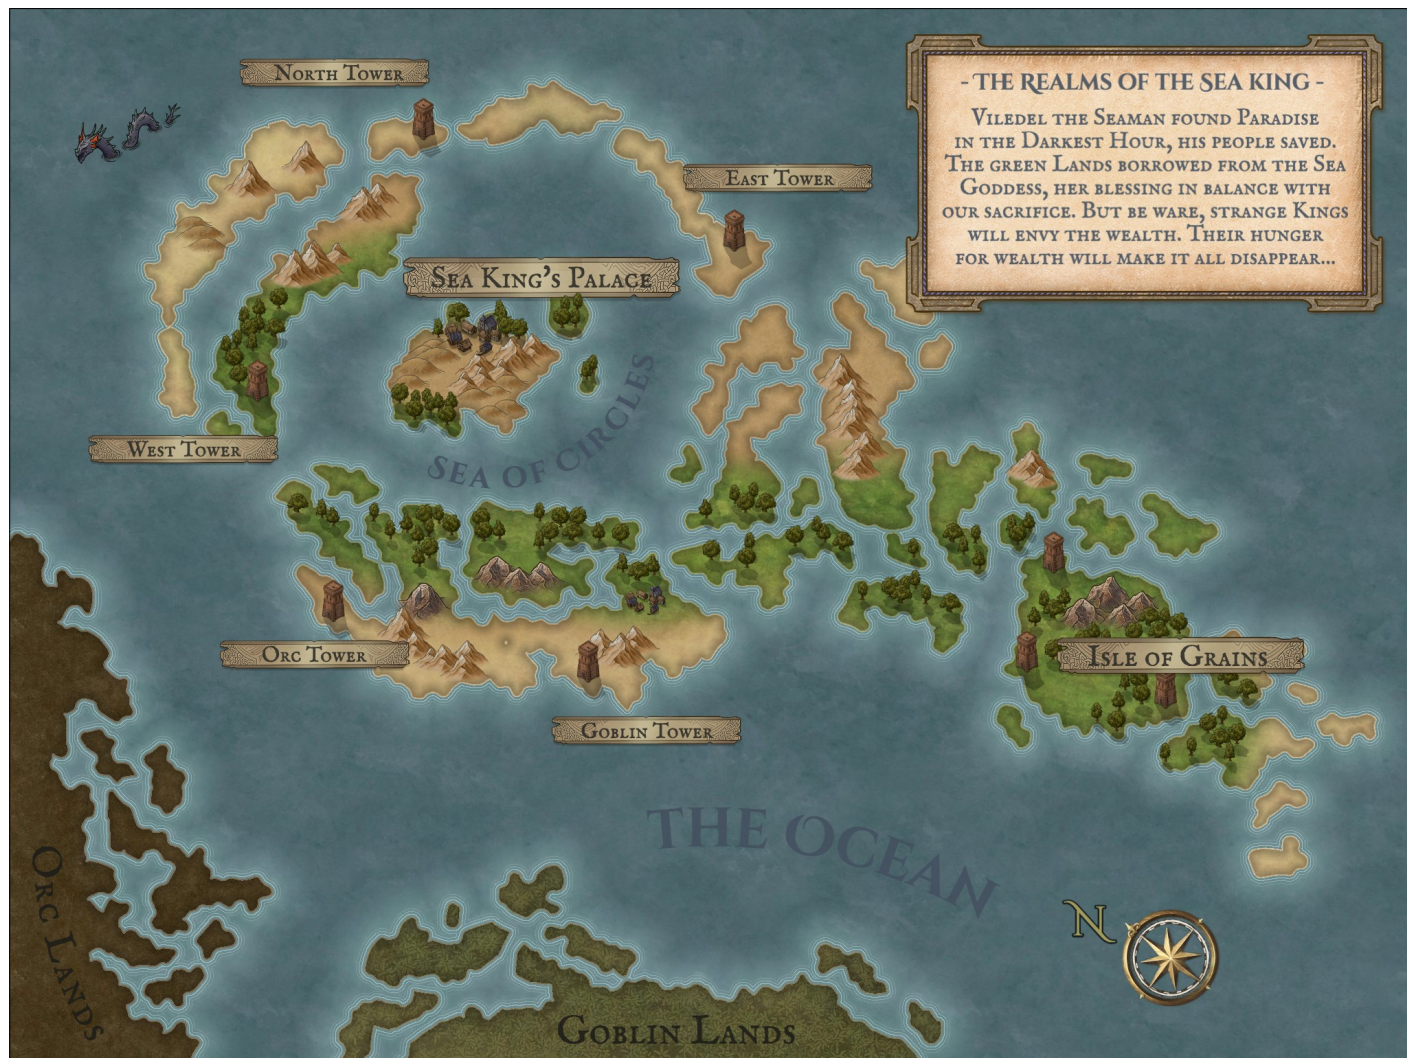 North Tower
- The Realms of the Sea King -
Viledel the Seaman found Paradise
in the Darkest Hour, his people saved.
The green Lands borrowed from the Sea
Goddess, her blessing in balance with
our sacrifice. But be ware, strange Kings
will envy the wealth. Their hunger
for wealth will make it all disappear...
East Tower
Sea King's Palace
Sea of Circles
West Tower
Orc Tower
Isle of Grains
Goblin Tower
The Ocean
Orc Lands
N
Goblin Lands